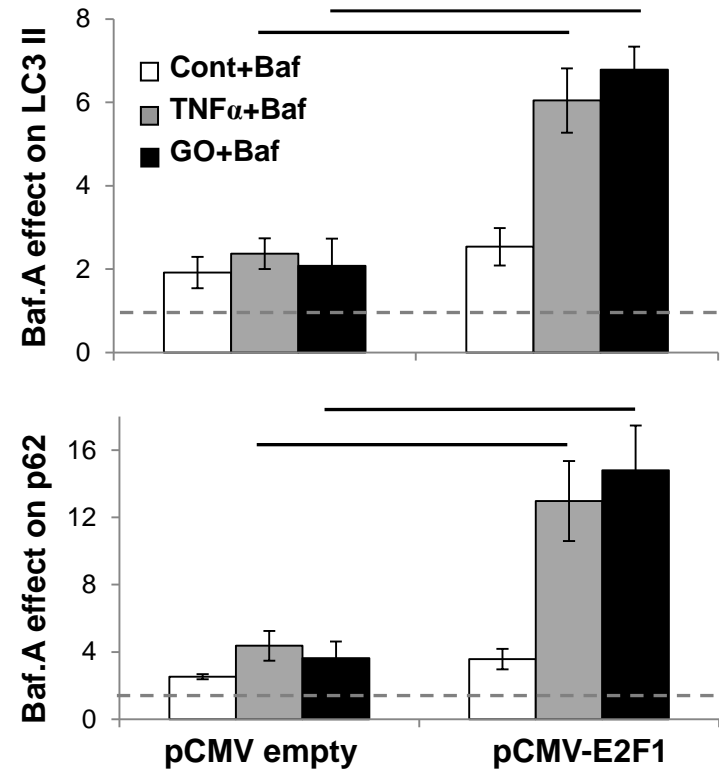 Baf.A effect on LC3 II
8
6
4
2
0
Cont+Baf
TNFα+Baf
GO+Baf
Baf.A effect on p62
16
12
8
4
0
pCMV empty pCMV-E2F1